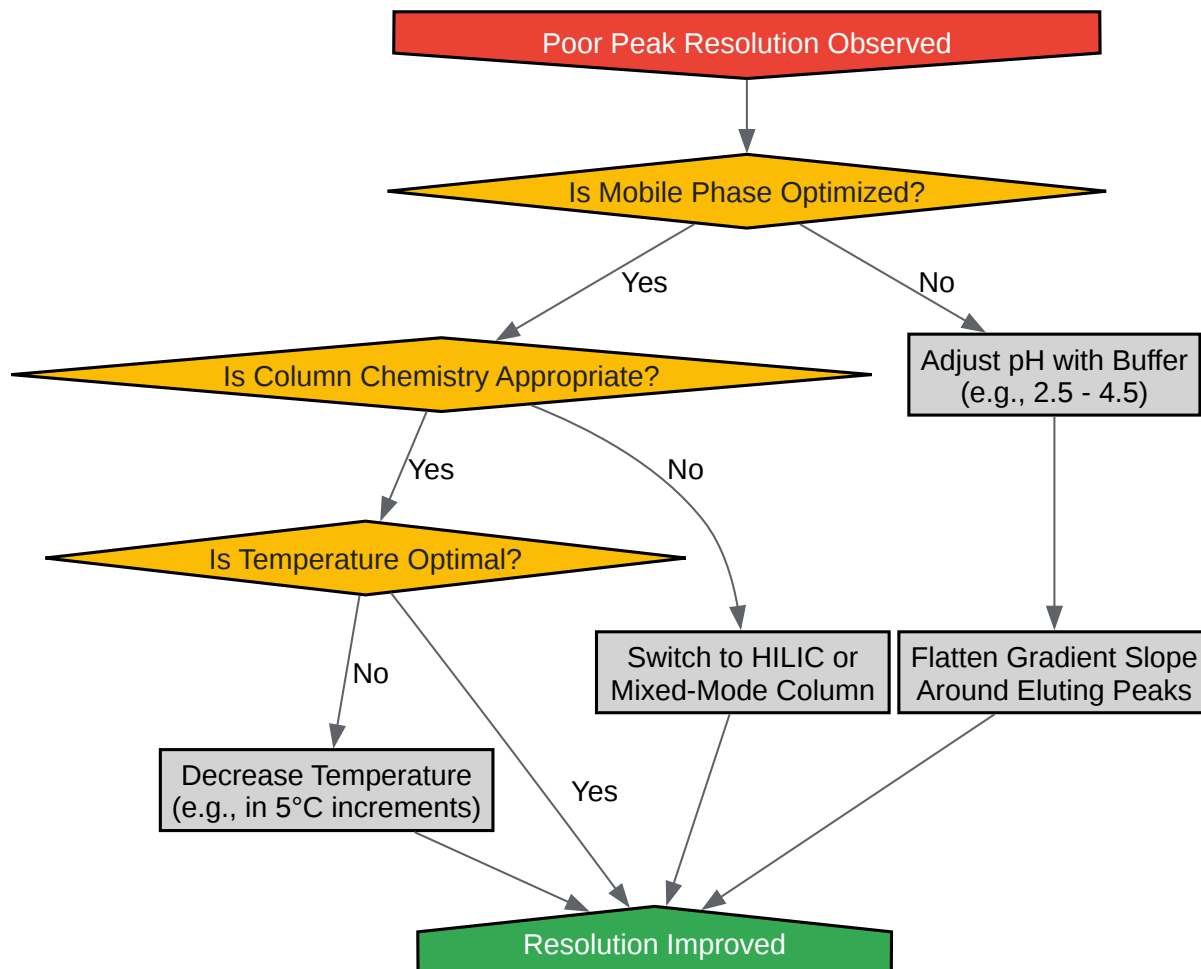 Poor Peak Resolution Observed
Is Mobile Phase Optimized?
Yes
No
Is Column Chemistry Appropriate?
Adjust pH with Buffer
(e.g., 2.5 - 4.5)
Yes
No
Is Temperature Optimal?
No
Switch to HILIC or
Mixed-Mode Column
Flatten Gradient Slope
Around Eluting Peaks
Decrease Temperature
(e.g., in 5°C increments)
Yes
Resolution Improved